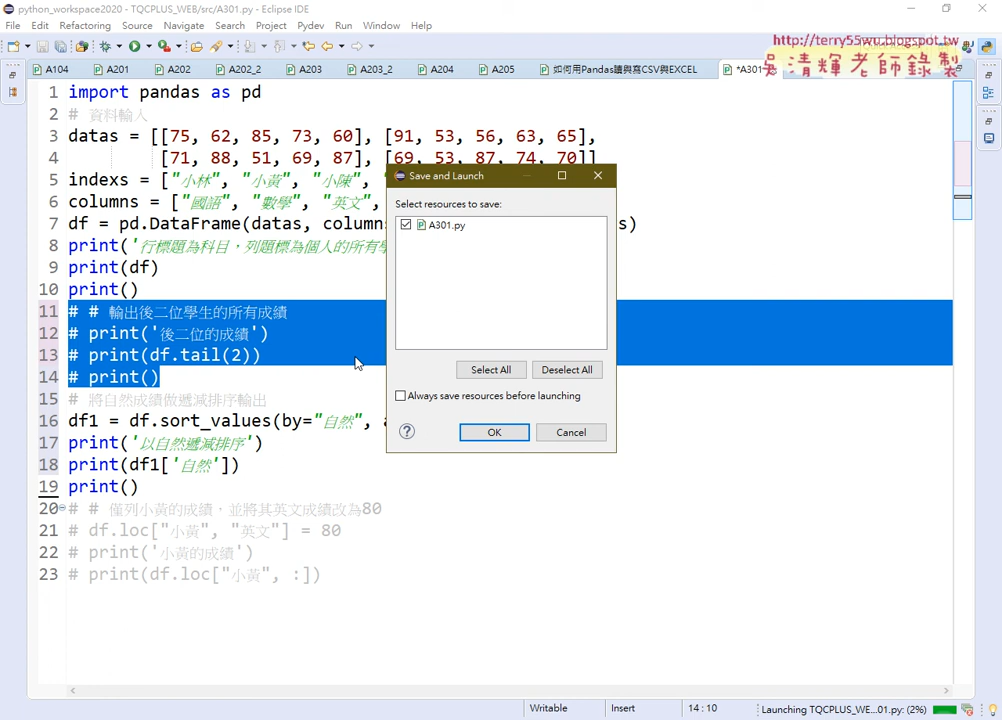 python_workspace2020 - TQCPLUS_WEB/src/A301.py - Eclipse IDE
File Edit Refactoring Source Navigate Search Project Pydev Run Window Help
http://terry55wu.blogspot.tw
吳清輝老師錄製
A104 A201 A202 A202_2 A203 A203_2 A204 A205 如何用Pandas讀與寫CSV與EXCEL *A301
1 import pandas as pd
2 # 資料輸入
3 datas = [[75, 62, 85, 73, 60], [91, 53, 56, 63, 65],
4 [71, 88, 51, 69, 87], [69, 53, 87, 74, 70]]
5 indexs = ["小林", "小黃", "小陳",
6 columns = ["國語", "數學", "英文",
7 df = pd.DataFrame(datas, column s)
8 print('行標題為科目，列題標為個人的所有
9 print(df)
10 print()
11 # # 輸出後二位學生的所有成績
12 # print('後二位的成績')
13 # print(df.tail(2))
14 # print()
15 # 將自然成績做遞減排序輸出
16 df1 = df.sort_values(by="自然",
17 print('以自然遞減排序')
18 print(df1['自然'])
19 print()
20 # # 僅列小黃的成績，並將其英文成績改為80
21 # df.loc["小黃", "英文"] = 80
22 # print('小黃的成績')
23 # print(df.loc["小黃", :])
Save and Launch
Select resources to save:
A301.py
Select All Deselect All
Always save resources before launching
OK Cancel
Writable Insert 14 : 10 Launching TQCPLUS_WE...01.py: (2%)